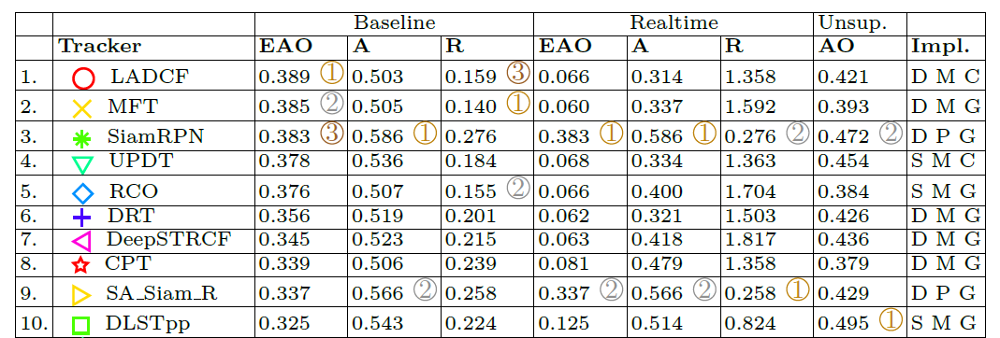 Baseline Realtime Unsup.
Tracker EAO A R EAO A R AO Impl.
1. LADCF 0.389 ① 0.503 0.159 ③ 0.066 0.314 1.358 0.421 D M C
2. MFT 0.385 ② 0.505 0.140 ① 0.060 0.337 1.592 0.393 D M G
3. SiamRPN 0.383 ③ 0.586 ① 0.276 0.383 ① 0.586 ① 0.276 ② 0.472 ② D P G
4. UPDT 0.378 0.536 0.184 0.068 0.334 1.363 0.454 S M C
5. RCO 0.376 0.507 0.155 ② 0.066 0.400 1.704 0.384 S M G
6. DRT 0.356 0.519 0.201 0.062 0.321 1.503 0.426 D M G
7. DeepSTRCF 0.345 0.523 0.215 0.063 0.418 1.817 0.436 D M G
8. CPT 0.339 0.506 0.239 0.081 0.479 1.358 0.379 D M G
9. SA_Siam_R 0.337 0.566 ② 0.258 0.337 ② 0.566 ② 0.258 ① 0.429 D P G
10. DLSTpp 0.325 0.543 0.224 0.125 0.514 0.824 0.495 ① S M G